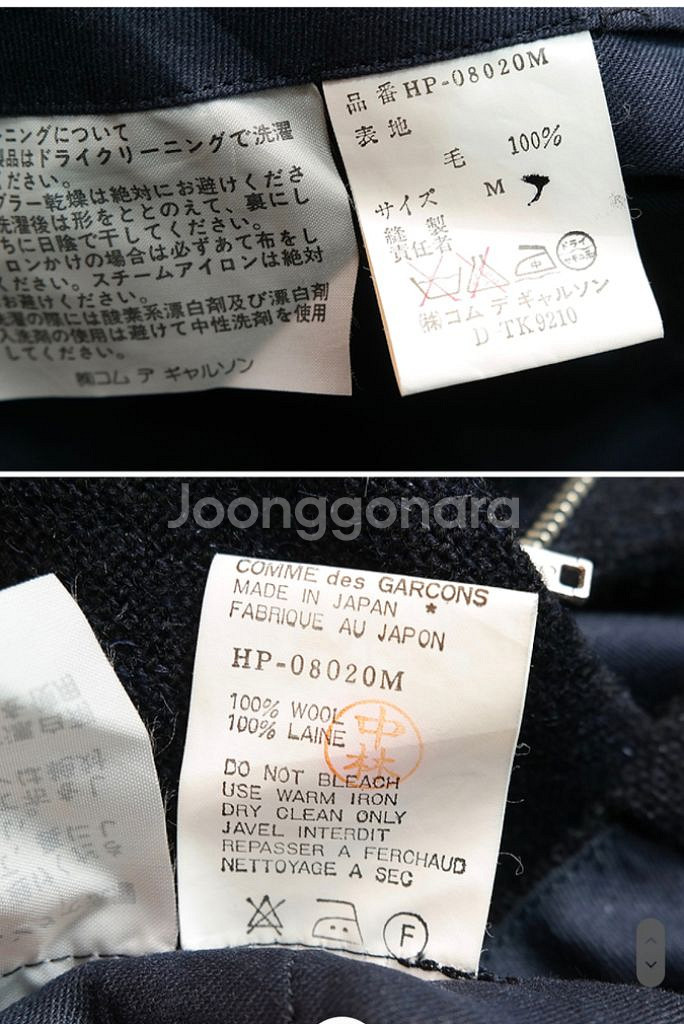 ニングについて
製品はドライクリーニングで洗濯
ださい。
ブラー乾燥は絶対にお避けくださ
洗濯後は形をととのえて、裏にし
ちに日陰で干してください。
ロンかけの場合は必ずあて布をし
ください。スチームアイロンは絶対
お避けください。
洗濯の際には酸素系漂白剤及び漂白剤
入洗剤の使用は避けて中性洗剤を使用
してください。
㈱コム デ ギャルソン
品番 HP-08020M
表地
毛 100%
サイズ M
縫製
責任者
中
ドライ
セキユ系
㈱コム デ ギャルソン
D-TK9210
Joonggonara
COMME des GARCONS
MADE IN JAPAN *
FABRIQUE AU JAPON
HP-08020M
100% WOOL
100% LAINE
中林
DO NOT BLEACH
USE WARM IRON
DRY CLEAN ONLY
JAVEL INTERDIT
REPASSER A FERCHAUD
NETTOYAGE A SEC
F